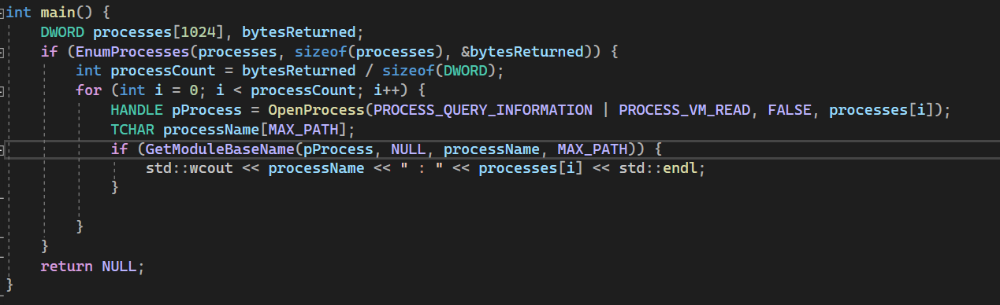 int main() {
    DWORD processes[1024], bytesReturned;
    if (EnumProcesses(processes, sizeof(processes), &bytesReturned)) {
        int processCount = bytesReturned / sizeof(DWORD);
        for (int i = 0; i < processCount; i++) {
            HANDLE pProcess = OpenProcess(PROCESS_QUERY_INFORMATION | PROCESS_VM_READ, FALSE, processes[i]);
            TCHAR processName[MAX_PATH];
            if (GetModuleBaseName(pProcess, NULL, processName, MAX_PATH)) {
                std::wcout << processName << " : " << processes[i] << std::endl;
            }
        }
    }
    return NULL;
}